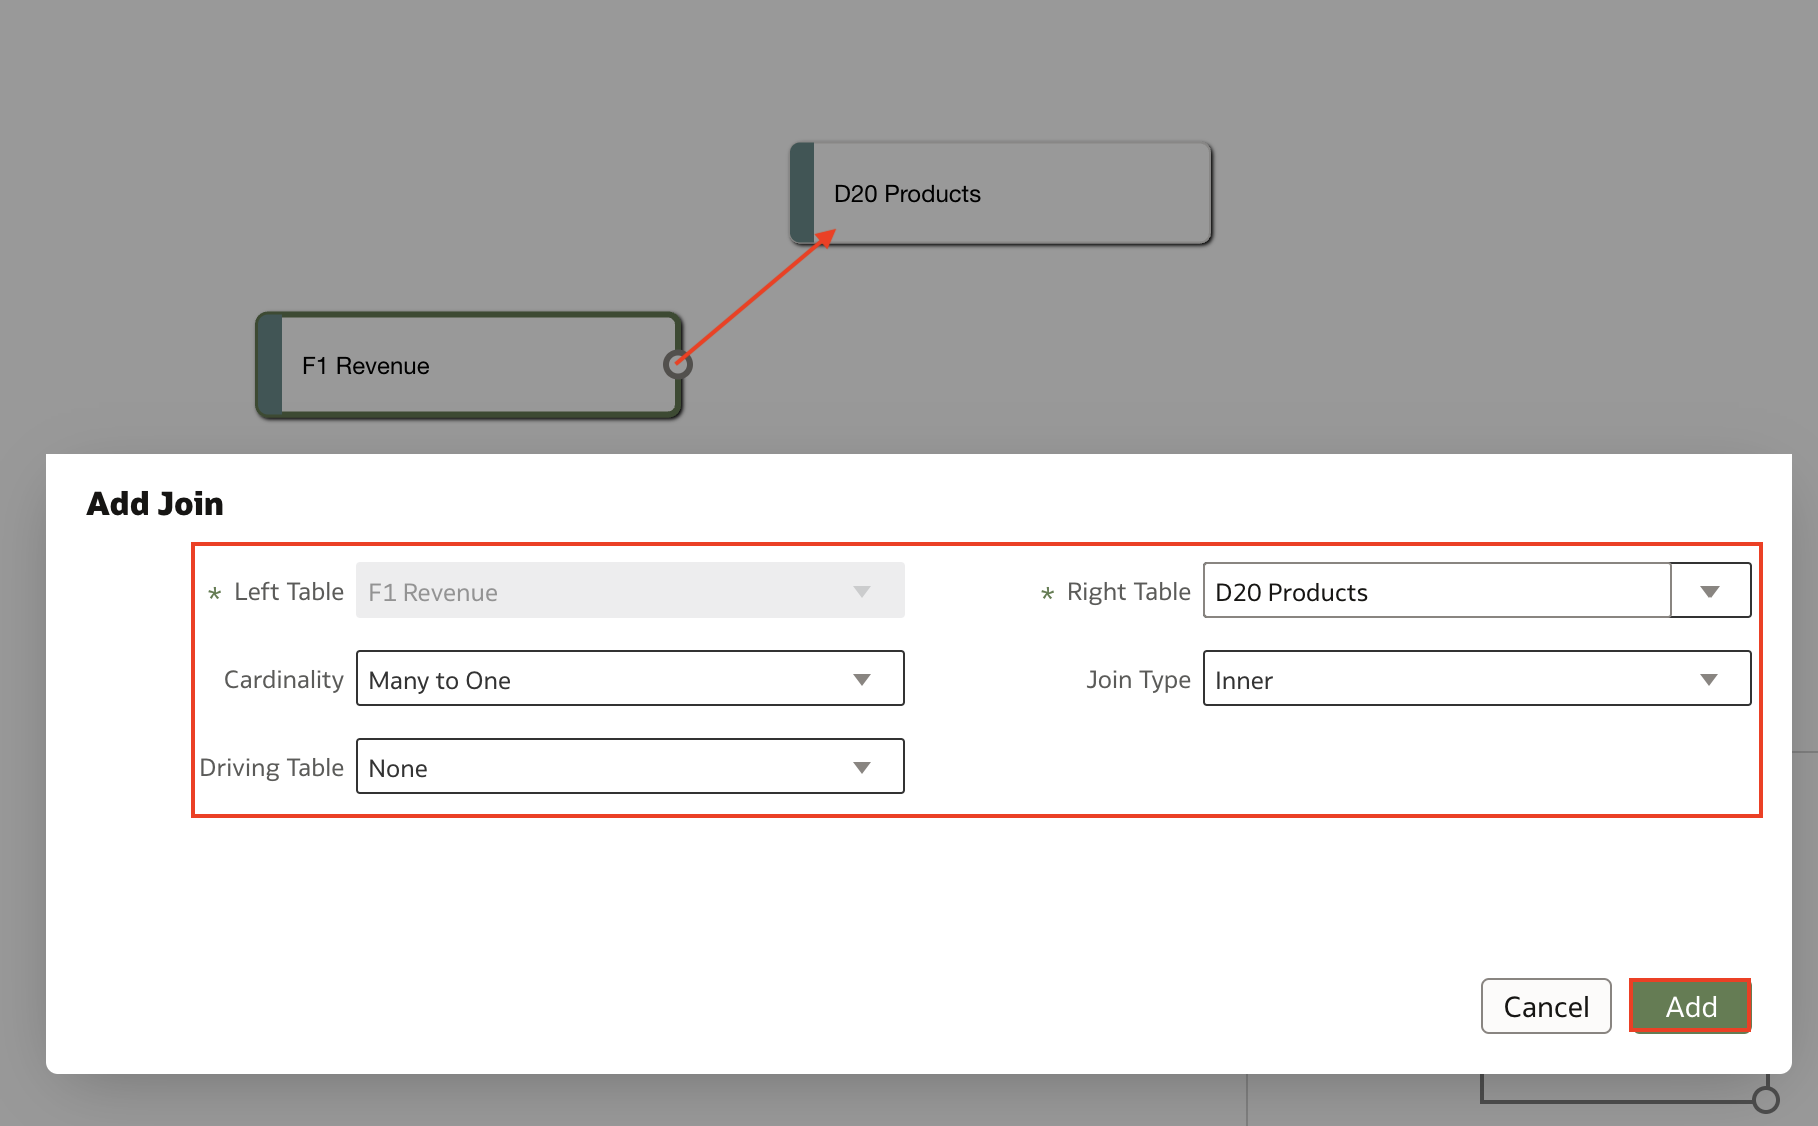 D20 Products
F1 Revenue
Add Join
* Left Table F1 Revenue * Right Table D20 Products
Cardinality Many to One Join Type Inner
Driving Table None
Cancel Add